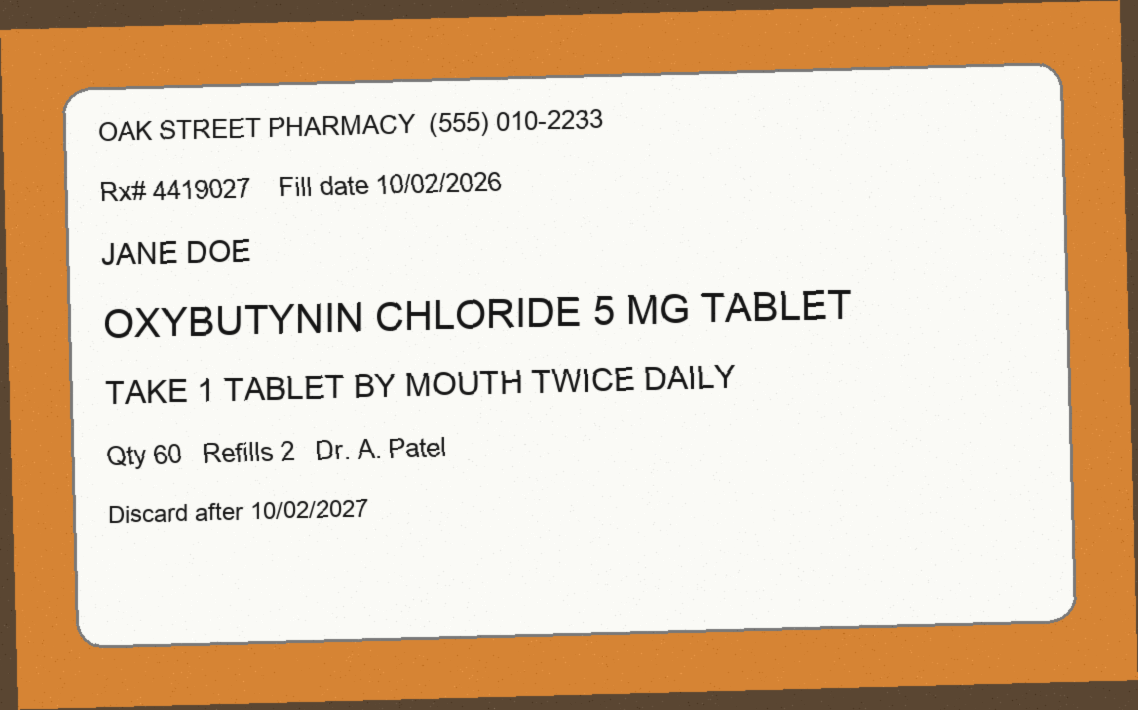 OAK STREET PHARMACY (555) 010-2233
Rx# 4419027 Fill date 10/02/2026
JANE DOE
OXYBUTYNIN CHLORIDE 5 MG TABLET
TAKE 1 TABLET BY MOUTH TWICE DAILY
Qty 60 Refills 2 Dr. A. Patel
Discard after 10/02/2027